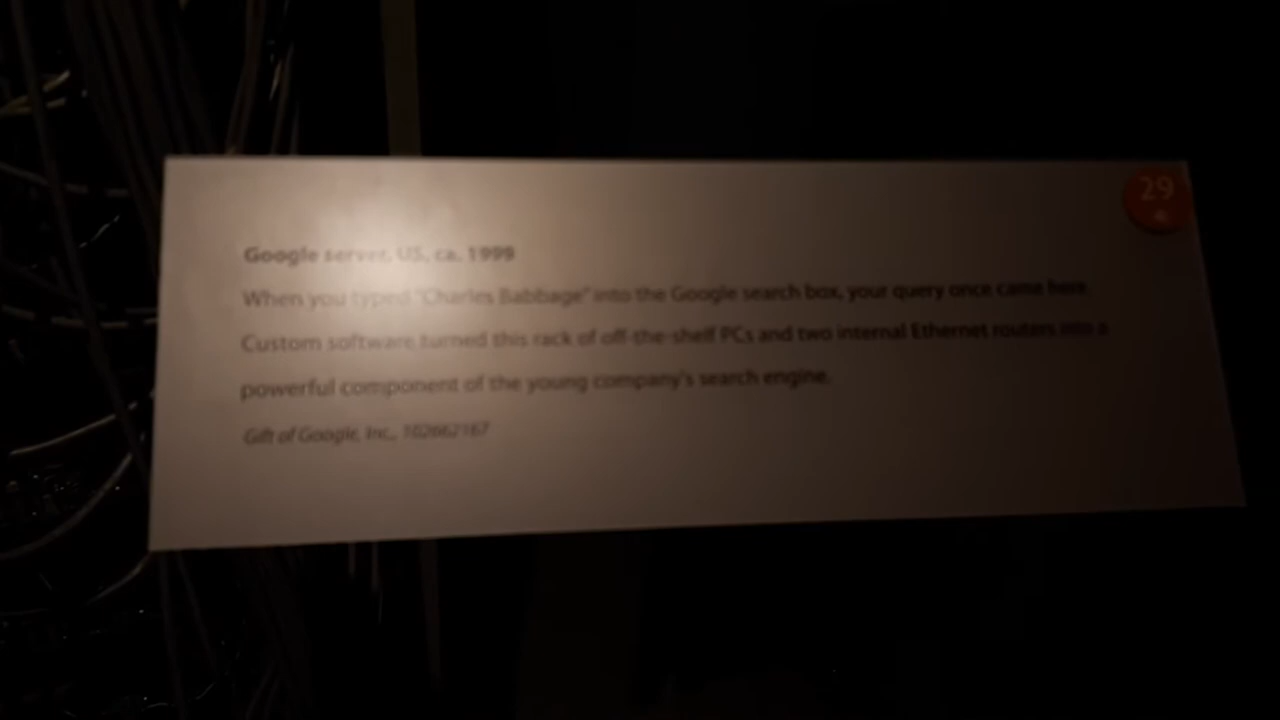 29
Google server, US, ca. 1999
When you typed "Charles Babbage" into the Google search box, your query once came here.
Custom software turned this rack of off-the-shelf PCs and two internal Ethernet routers into a
powerful component of the young company's search engine.
Gift of Google, Inc., 102662167